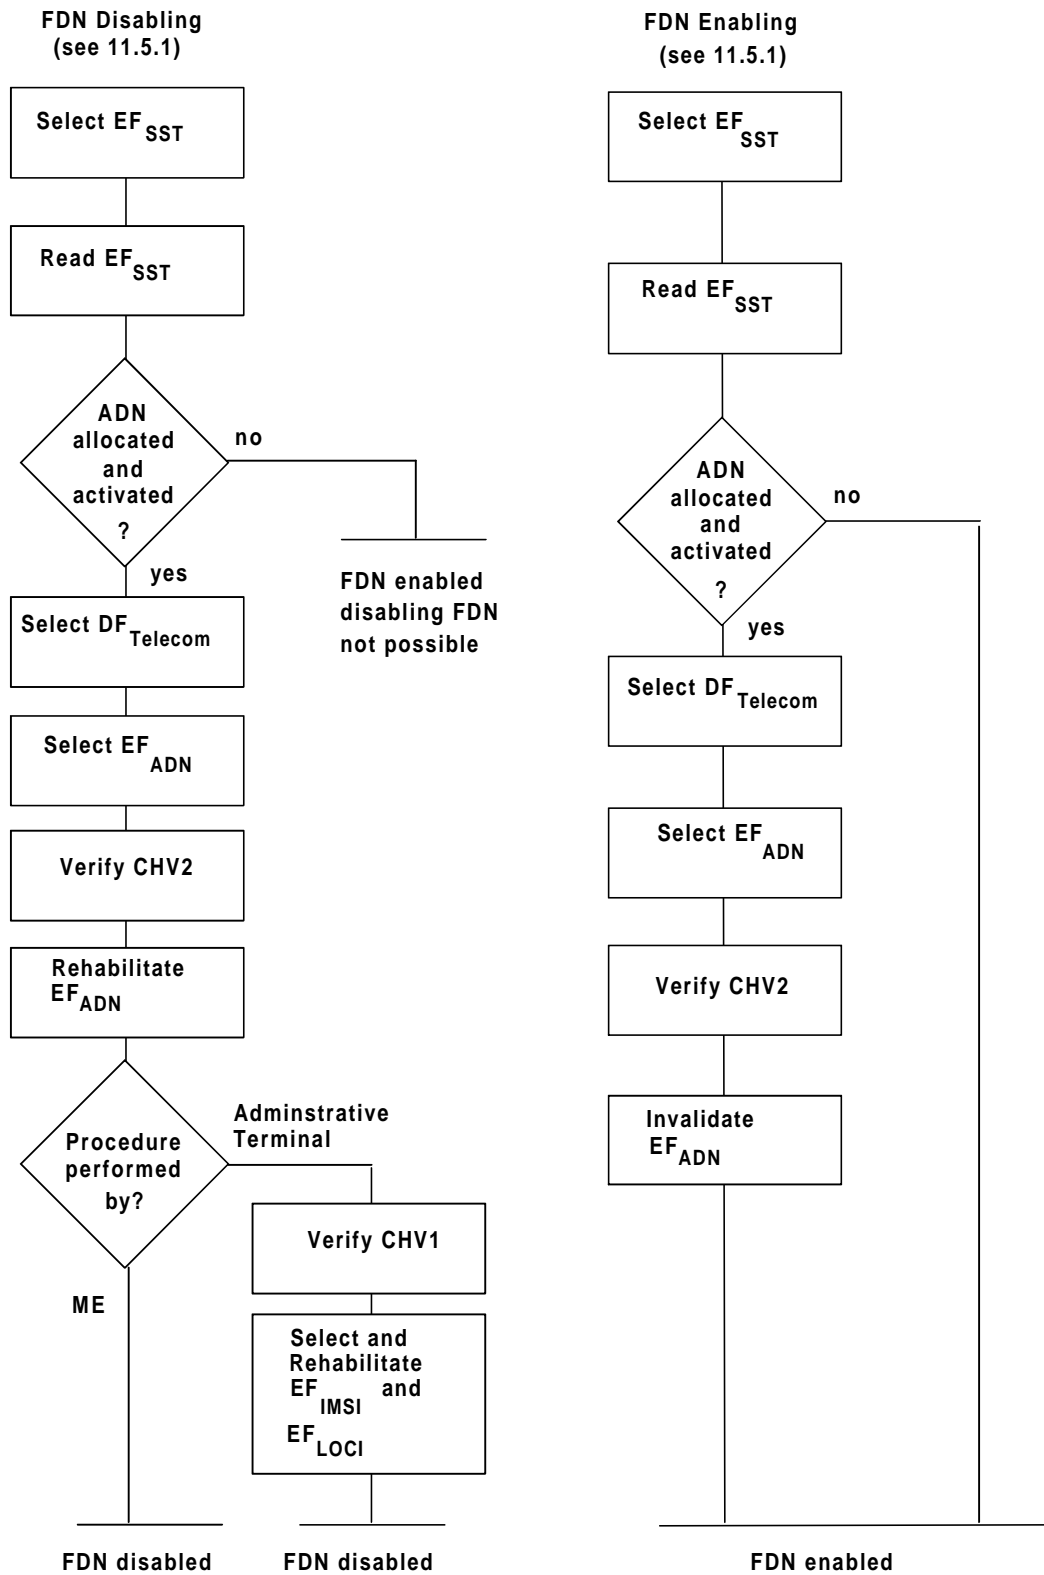 FDN Disabling
(see 11.5.1)
Select EF SST
Read EF SST
ADN
allocated
and
activated
?
no
yes
FDN enabled
disabling FDN
not possible
Select DF Telecom
Select EF ADN
Verify CHV2
Rehabilitate
EF ADN
Procedure
performed
by?
Adminstrative
Terminal
ME
Verify CHV1
Select and
Rehabilitate
EF IMSI and
EF LOCI
FDN disabled
FDN disabled
FDN Enabling
(see 11.5.1)
Select EF SST
Read EF SST
ADN
allocated
and
activated
?
no
yes
Select DF Telecom
Select EF ADN
Verify CHV2
Invalidate
EF ADN
FDN enabled